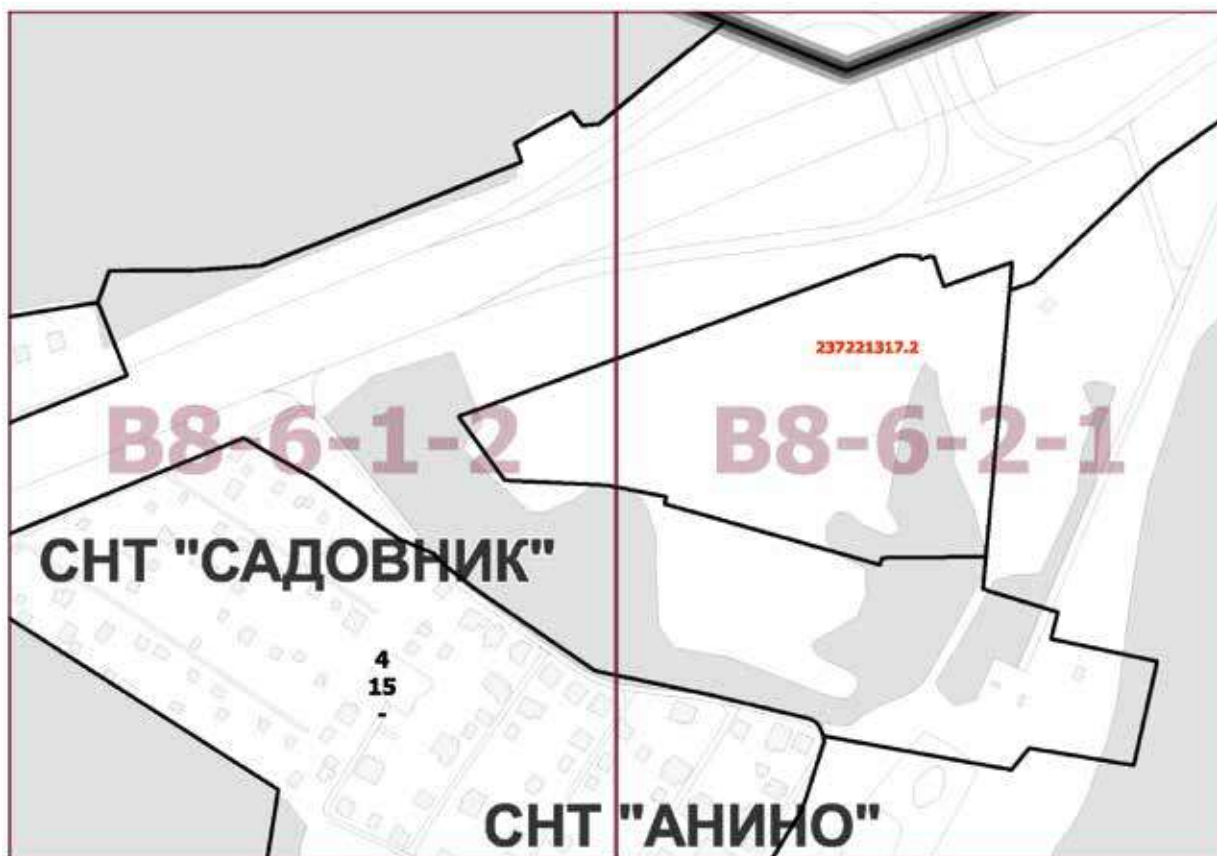 237221317.2
B8-6-1-2
B8-6-2-1
СНТ "САДОВНИК"
4
15
-
СНТ "АНИНО"